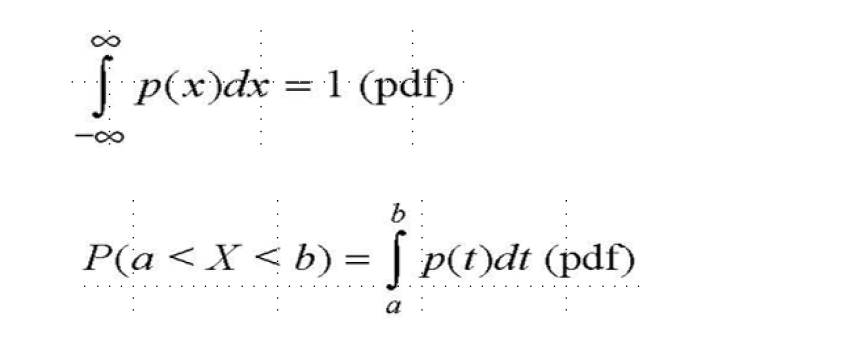 ∫_{-∞}^{∞} p(x)dx = 1 (pdf)
P(a < X < b) = ∫_{a}^{b} p(t)dt (pdf)